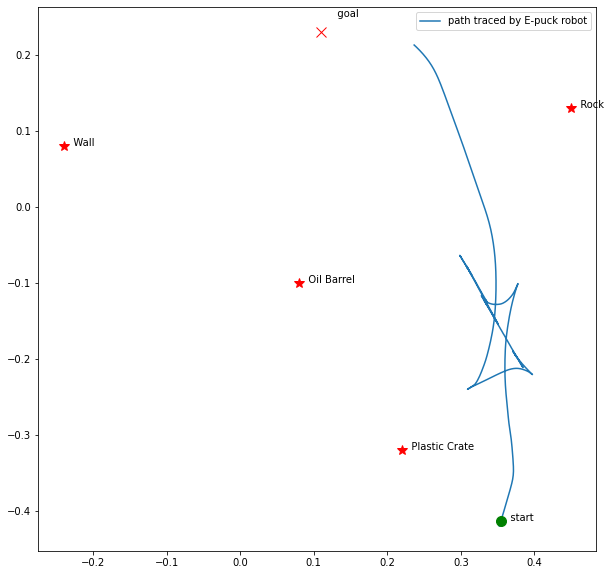 goal
path traced by E-puck robot
0.2
Rock
0.1
Wall
0.0
Oil Barrel
−0.1
−0.2
−0.3
Plastic Crate
−0.4
start
−0.2
−0.1
0.0
0.1
0.2
0.3
0.4